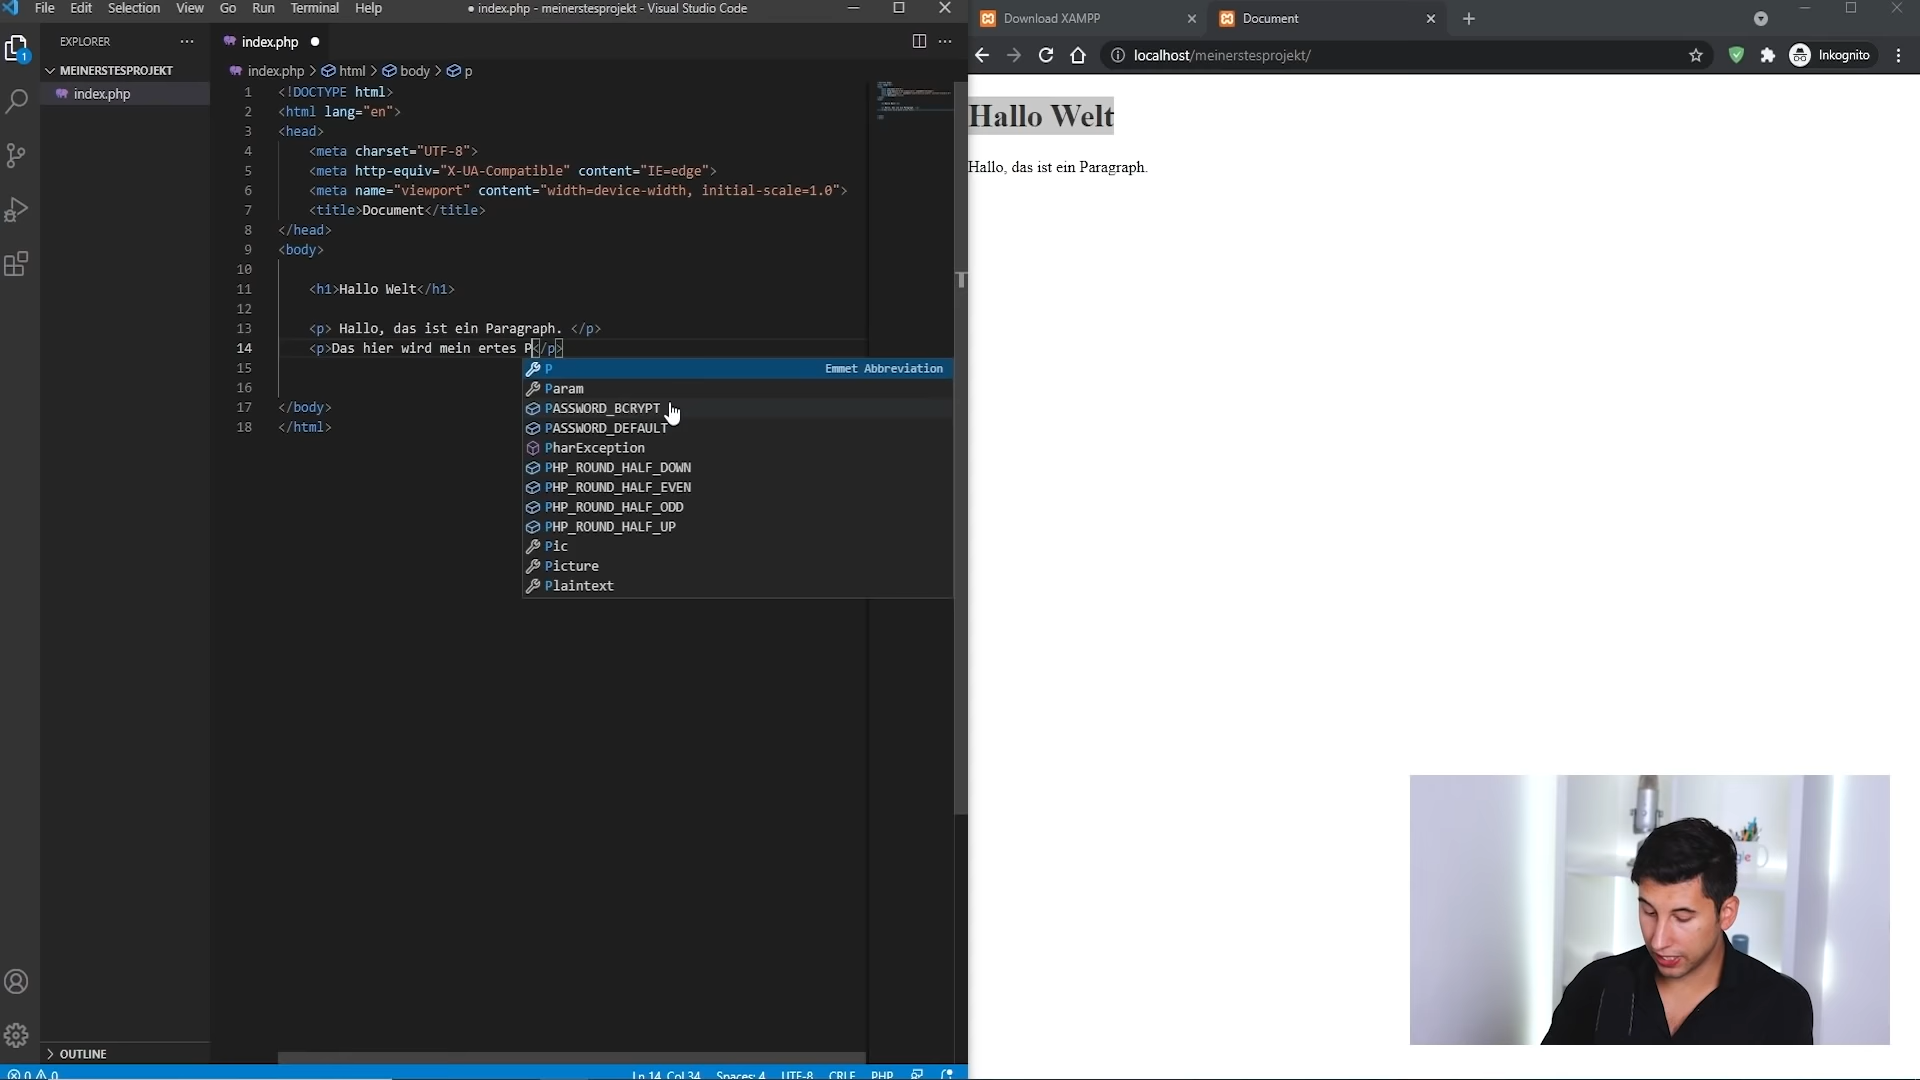 File Edit Selection View Go Run Terminal Help
● index.php - meinerstesprojekt - Visual Studio Code
EXPLORER
1
MEINERSTESPROJEKT
index.php
index.php
index.php > html > body > p
1 <!DOCTYPE html>
2 <html lang="en">
3 <head>
4 <meta charset="UTF-8">
5 <meta http-equiv="X-UA-Compatible" content="IE=edge">
6 <meta name="viewport" content="width=device-width, initial-scale=1.0">
7 <title>Document</title>
8 </head>
9 <body>
10
11 <h1>Hallo Welt</h1>
12
13 <p> Hallo, das ist ein Paragraph. </p>
14 <p>Das hier wird mein ertes P</p>
15
16
17 </body>
18 </html>
P Emmet Abbreviation
Param
PASSWORD_BCRYPT
PASSWORD_DEFAULT
PharException
PHP_ROUND_HALF_DOWN
PHP_ROUND_HALF_EVEN
PHP_ROUND_HALF_ODD
PHP_ROUND_HALF_UP
Pic
Picture
Plaintext
OUTLINE
0 0
Ln 14, Col 34 Spaces: 4 UTF-8 CRLF PHP
Download XAMPP
Document
localhost/meinerstesprojekt/
Inkognito
Hallo Welt
Hallo, das ist ein Paragraph.